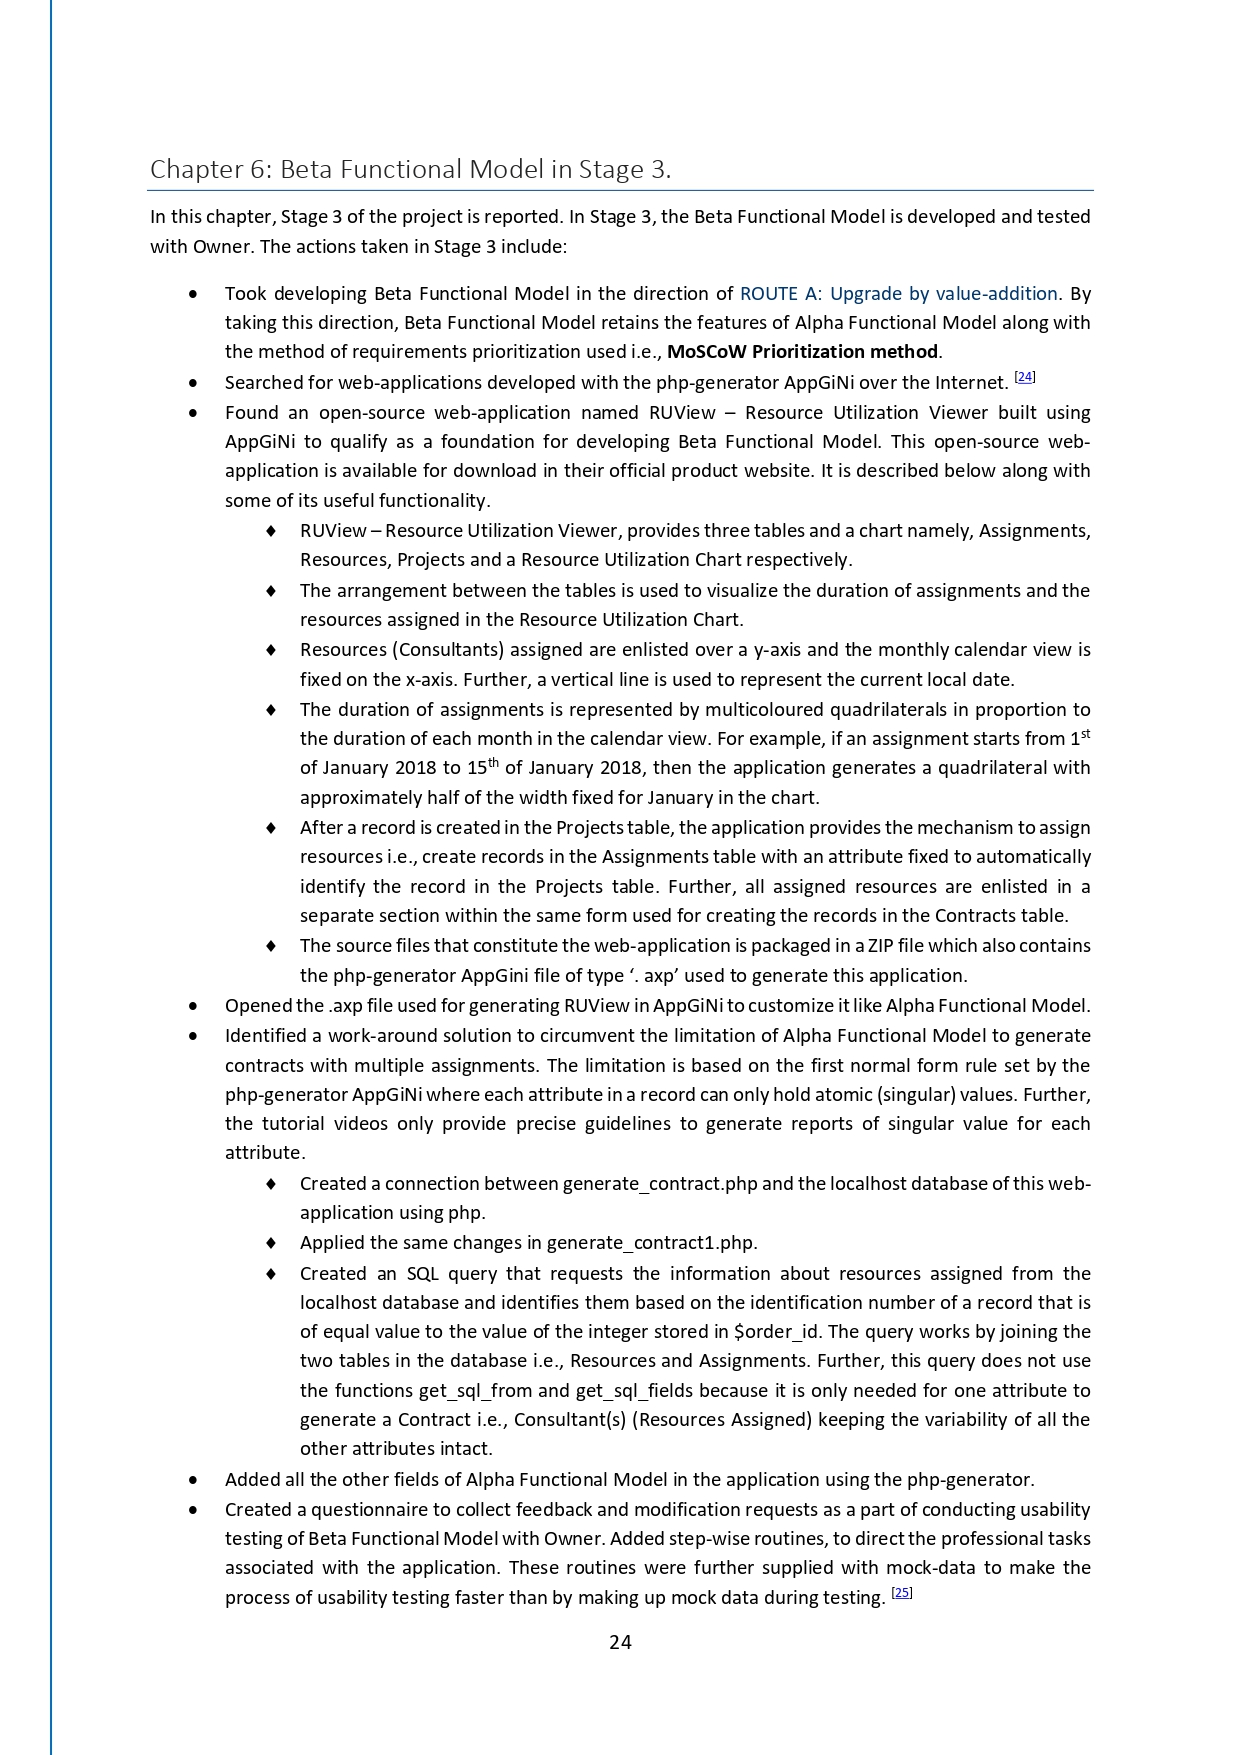 Chapter 6: Beta Functional Model in Stage 3.
In this chapter, Stage 3 of the project is reported. In Stage 3, the Beta Functional Model is developed and tested
with Owner. The actions taken in Stage 3 include:
• Took developing Beta Functional Model in the direction of ROUTE A: Upgrade by value-addition. By
taking this direction, Beta Functional Model retains the features of Alpha Functional Model along with
the method of requirements prioritization used i.e., MoSCoW Prioritization method.
• Searched for web-applications developed with the php-generator AppGiNi over the Internet. [24]
• Found an open-source web-application named RUView – Resource Utilization Viewer built using
AppGiNi to qualify as a foundation for developing Beta Functional Model. This open-source web-
application is available for download in their official product website. It is described below along with
some of its useful functionality.
♦ RUView – Resource Utilization Viewer, provides three tables and a chart namely, Assignments,
Resources, Projects and a Resource Utilization Chart respectively.
♦ The arrangement between the tables is used to visualize the duration of assignments and the
resources assigned in the Resource Utilization Chart.
♦ Resources (Consultants) assigned are enlisted over a y-axis and the monthly calendar view is
fixed on the x-axis. Further, a vertical line is used to represent the current local date.
♦ The duration of assignments is represented by multicoloured quadrilaterals in proportion to
the duration of each month in the calendar view. For example, if an assignment starts from 1st
of January 2018 to 15th of January 2018, then the application generates a quadrilateral with
approximately half of the width fixed for January in the chart.
♦ After a record is created in the Projects table, the application provides the mechanism to assign
resources i.e., create records in the Assignments table with an attribute fixed to automatically
identify the record in the Projects table. Further, all assigned resources are enlisted in a
separate section within the same form used for creating the records in the Contracts table.
♦ The source files that constitute the web-application is packaged in a ZIP file which also contains
the php-generator AppGini file of type ‘. axp’ used to generate this application.
• Opened the .axp file used for generating RUView in AppGiNi to customize it like Alpha Functional Model.
• Identified a work-around solution to circumvent the limitation of Alpha Functional Model to generate
contracts with multiple assignments. The limitation is based on the first normal form rule set by the
php-generator AppGiNi where each attribute in a record can only hold atomic (singular) values. Further,
the tutorial videos only provide precise guidelines to generate reports of singular value for each
attribute.
♦ Created a connection between generate_contract.php and the localhost database of this web-
application using php.
♦ Applied the same changes in generate_contract1.php.
♦ Created an SQL query that requests the information about resources assigned from the
localhost database and identifies them based on the identification number of a record that is
of equal value to the value of the integer stored in $order_id. The query works by joining the
two tables in the database i.e., Resources and Assignments. Further, this query does not use
the functions get_sql_from and get_sql_fields because it is only needed for one attribute to
generate a Contract i.e., Consultant(s) (Resources Assigned) keeping the variability of all the
other attributes intact.
• Added all the other fields of Alpha Functional Model in the application using the php-generator.
• Created a questionnaire to collect feedback and modification requests as a part of conducting usability
testing of Beta Functional Model with Owner. Added step-wise routines, to direct the professional tasks
associated with the application. These routines were further supplied with mock-data to make the
process of usability testing faster than by making up mock data during testing. [25]
24